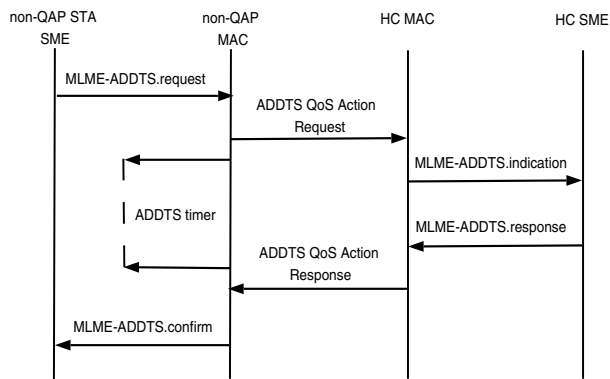 non-QAP STA
SME
non-QAP
MAC
HC MAC
HC SME
MLME-ADDTS.request
ADDTS QoS Action
Request
MLME-ADDTS.indication
ADDTS timer
MLME-ADDTS.response
ADDTS QoS Action
Response
MLME-ADDTS.confirm